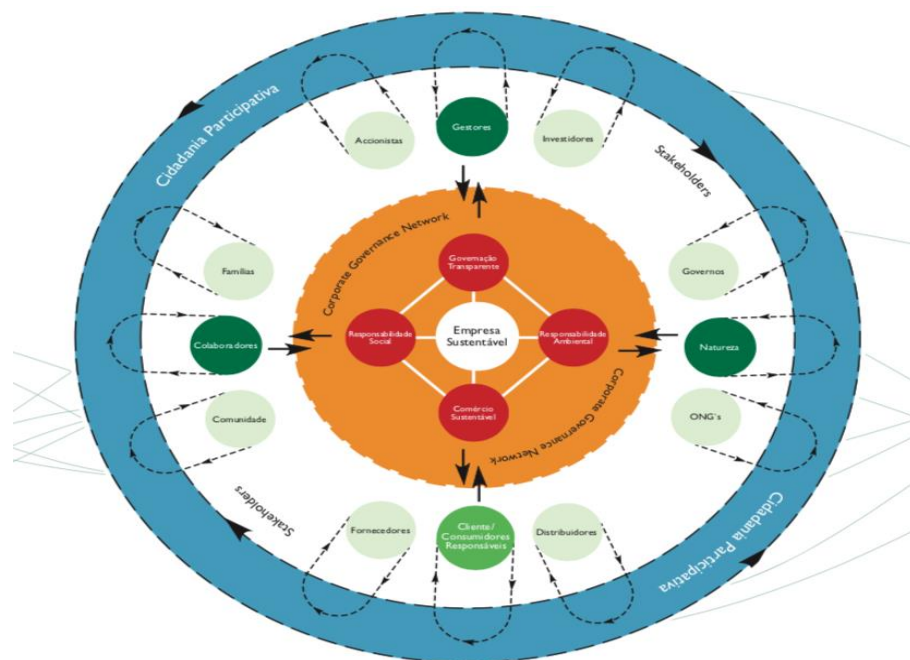 Cidadania Participativa
Accionistas
Gestores
Investidores
Stakeholders
Corporate Governance Network
Famílias
Governação
Transparente
Governos
Colaboradores
Responsabilidade
Social
Empresa
Sustentável
Responsabilidade
Ambiental
Natureza
Comunidade
Comércio
Sustentável
Corporate Governance Network
ONG`s
Stakeholders
Fornecedores
Cliente/
Consumidores
Responsáveis
Distribuidores
Cidadania Participativa